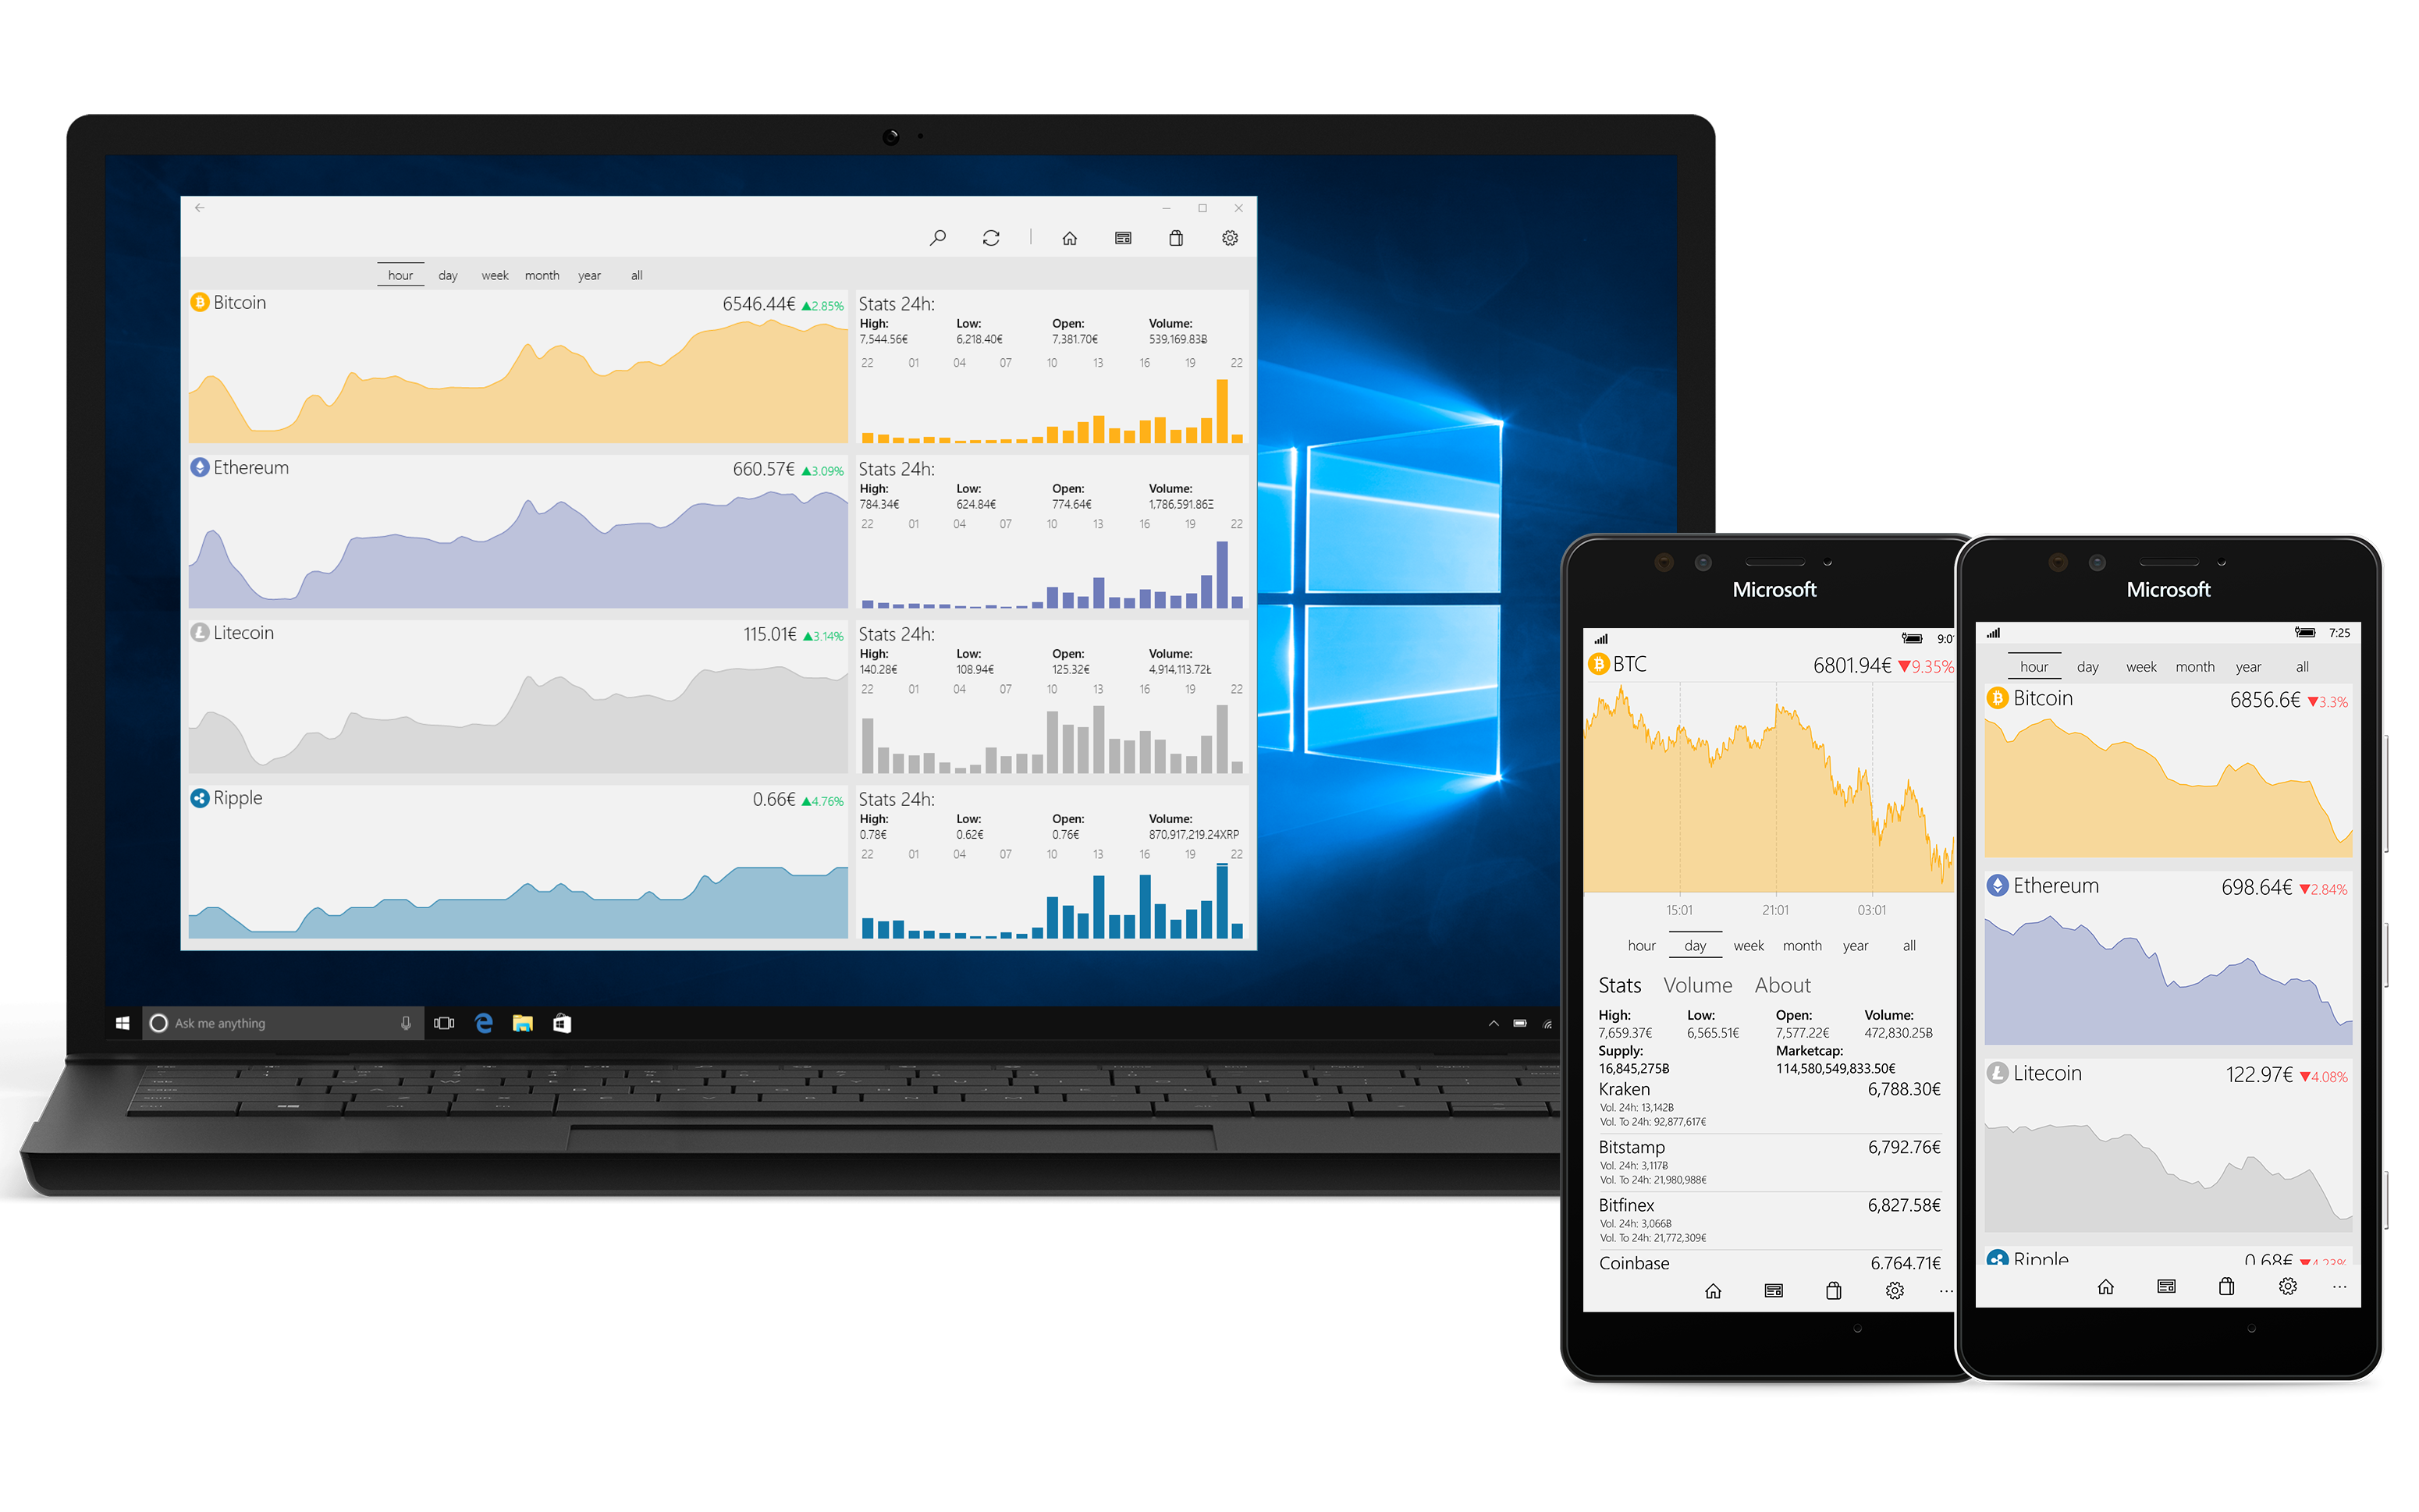 hour day week month year all
Bitcoin 6546.44€ ▲2.85%
Stats 24h:
High: Low: Open: Volume:
7,544.56€ 6,218.40€ 7,381.70€ 539,169.83Ƀ
22 01 04 07 10 13 16 19 22
Ethereum 660.57€ ▲3.09%
Stats 24h:
High: Low: Open: Volume:
784.34€ 624.84€ 774.64€ 1,786,591.86Ξ
22 01 04 07 10 13 16 19 22
Litecoin 115.01€ ▲3.14%
Stats 24h:
High: Low: Open: Volume:
140.28€ 108.94€ 125.32€ 4,914,113.72Ł
22 01 04 07 10 13 16 19 22
Ripple 0.66€ ▲4.76%
Stats 24h:
High: Low: Open: Volume:
0.78€ 0.62€ 0.76€ 870,917,219.24XRP
22 01 04 07 10 13 16 19 22
Ask me anything
Microsoft
9:01
BTC 6801.94€ ▼9.35%
15:01 21:01 03:01
hour day week month year all
Stats Volume About
High: Low: Open: Volume:
7,659.37€ 6,565.51€ 7,577.22€ 472,830.25Ƀ
Supply: Marketcap:
16,845,275Ƀ 114,580,549,833.50€
Kraken 6,788.30€
Vol. 24h: 13,142Ƀ
Vol. To 24h: 92,877,617€
Bitstamp 6,792.76€
Vol. 24h: 3,117Ƀ
Vol. To 24h: 21,980,988€
Bitfinex 6,827.58€
Vol. 24h: 3,066Ƀ
Vol. To 24h: 21,772,309€
Coinbase 6.764.71€
Microsoft
7:25
hour day week month year all
Bitcoin 6856.6€ ▼3.3%
Ethereum 698.64€ ▼2.84%
Litecoin 122.97€ ▼4.08%
Ripple 0.68€ ▼4.23%